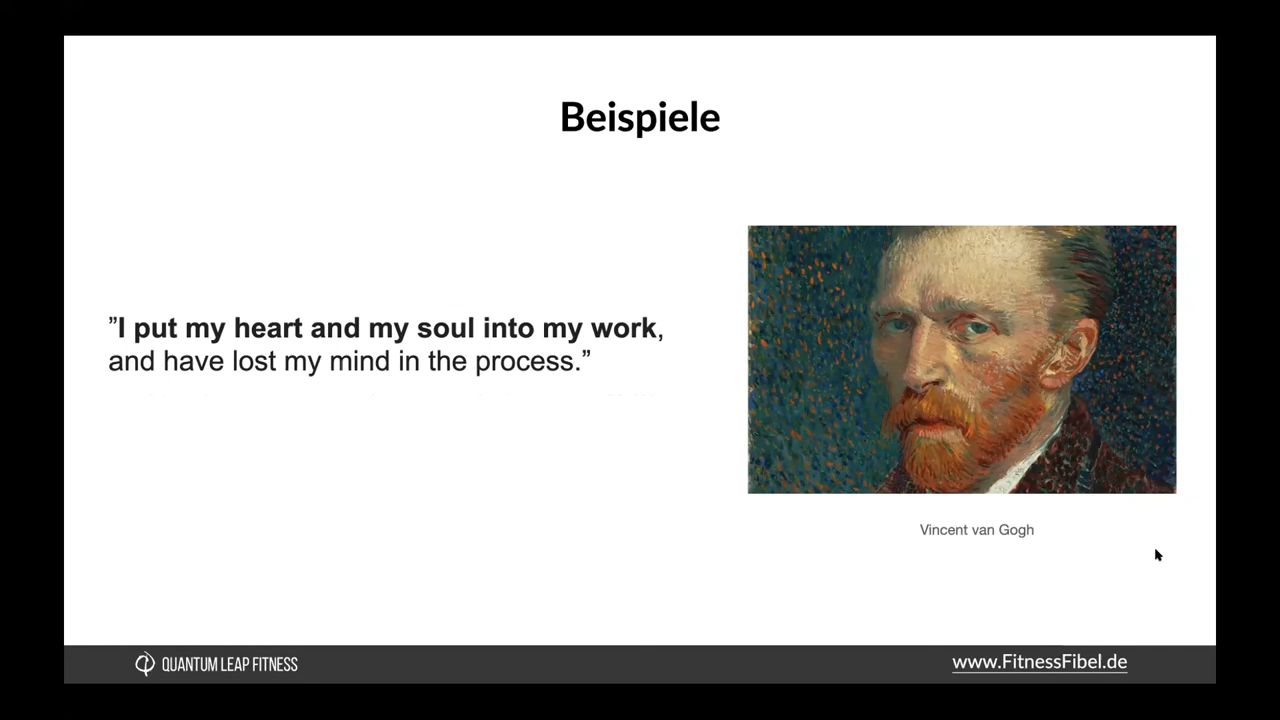 Beispiele
”I put my heart and my soul into my work,
and have lost my mind in the process.”
Vincent van Gogh
QUANTUM LEAP FITNESS
www.FitnessFibel.de